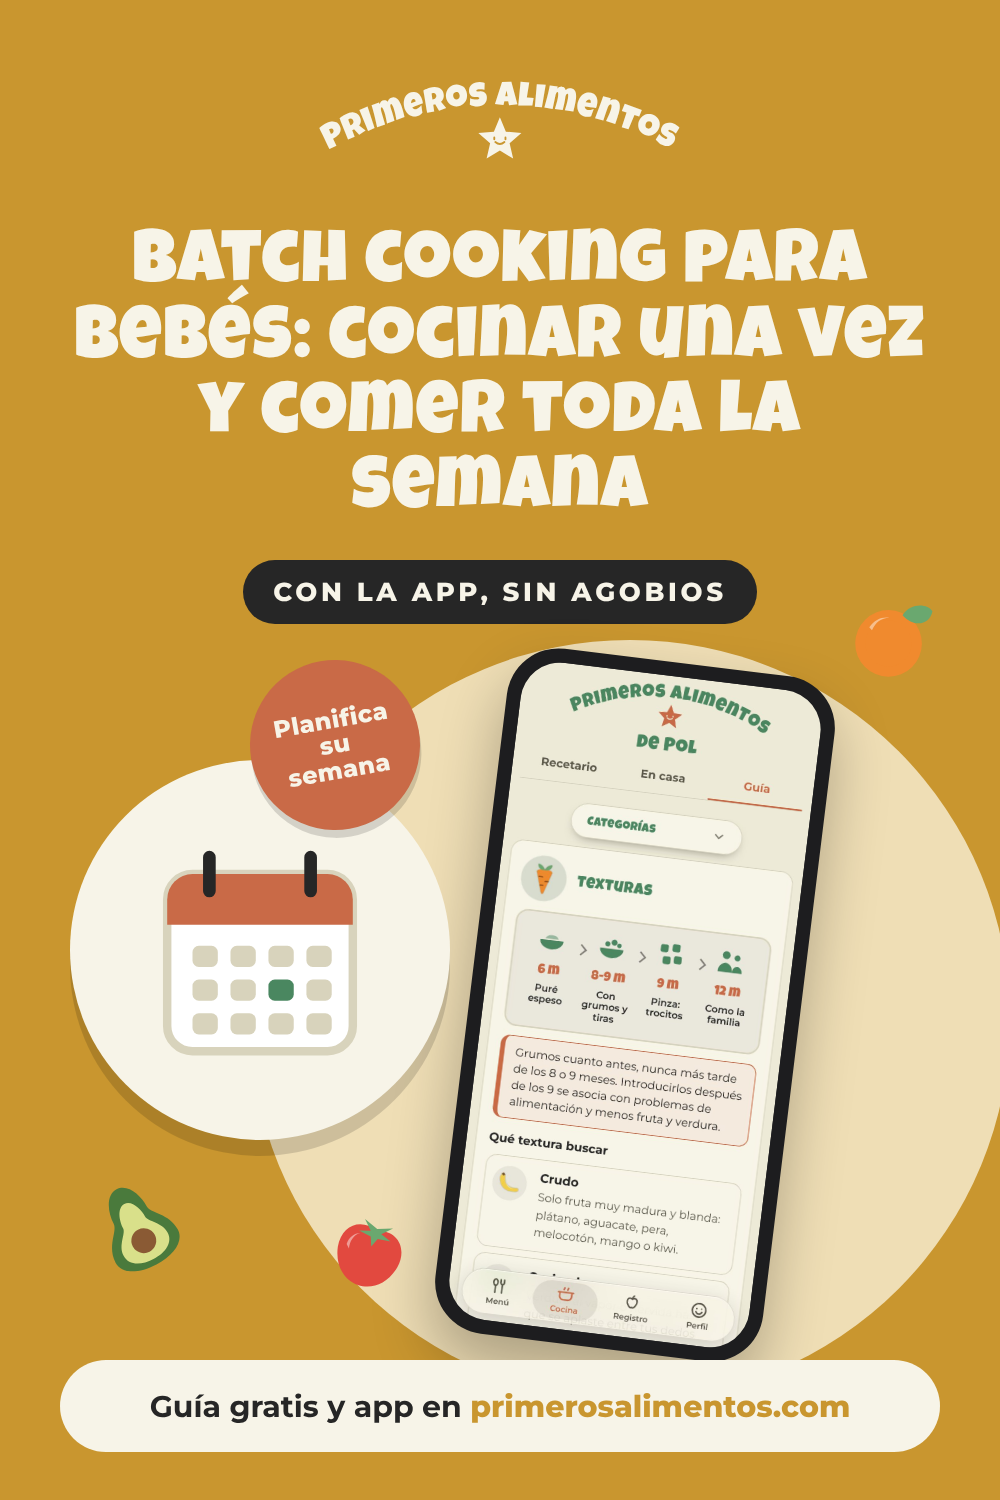 PRIMEROS ALIMENTOS
BATCH COOKING PARA
BEBÉS: COCINAR UNA VEZ
Y COMER TODA LA
SEMANA
CON LA APP, SIN AGOBIOS
Planifica
su
semana
PRIMEROS ALIMENTOS
DE POL
Recetario
En casa
Guía
CATEGORÍAS
TEXTURAS
6 m
8-9 m
9 m
12 m
Puré
espeso
Con
grumos y
tiras
Pinza:
trocitos
Como la
familia
Grumos cuanto antes, nunca más tarde
de los 8 o 9 meses. Introducirlos después
de los 9 se asocia con problemas de
alimentación y menos fruta y verdura.
Qué textura buscar
Crudo
Solo fruta muy madura y blanda:
plátano, aguacate, pera,
melocotón, mango o kiwi.
Menú
Cocina
Registro
Perfil
Guía gratis y app en primerosalimentos.com